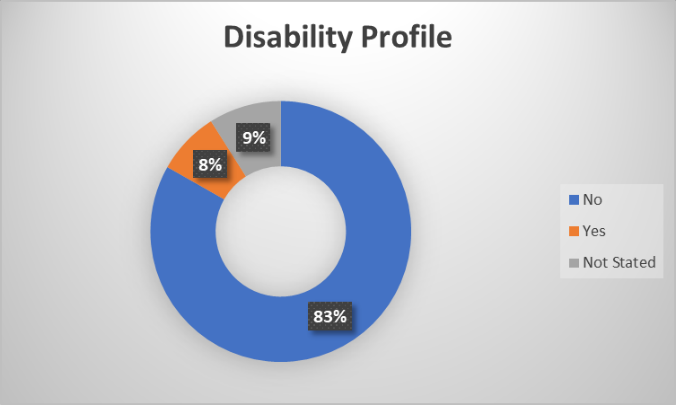 Disability Profile
9%
8%
No
Yes
Not Stated
83%